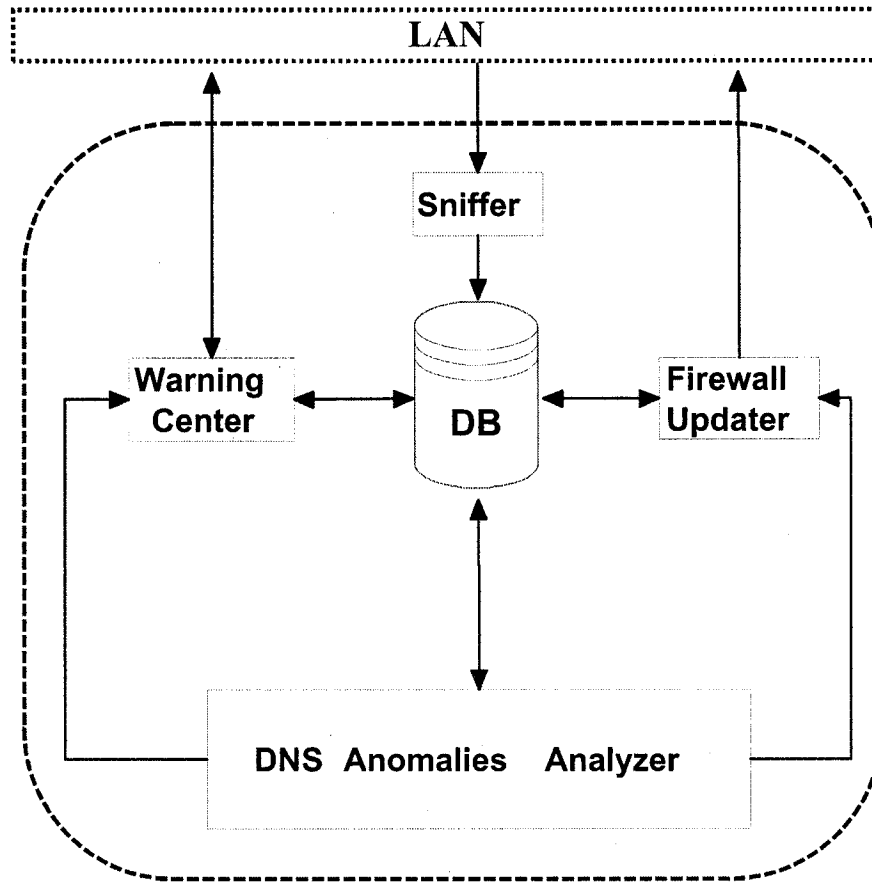 LAN
Sniffer
Warning
Center
DB
Firewall
Updater
DNS Anomalies Analyzer